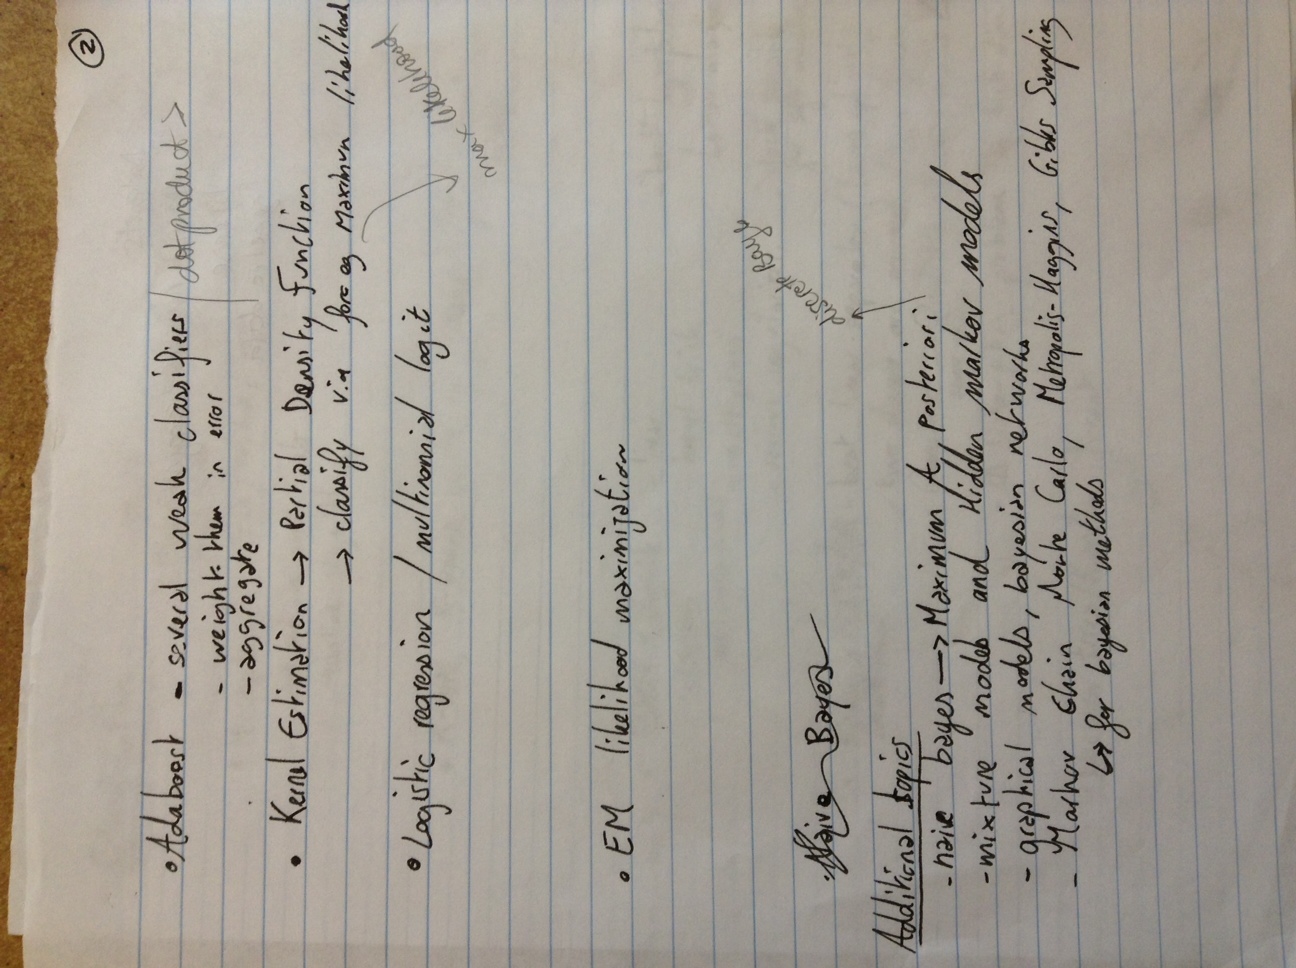 ②
• Adaboost - several weak classifiers / dot product >
- weight them in error
- aggregate
• Kernel Estimation → Partial Density Function
→ classify via for eg Maximum likelihood
max likelihood
• Logistic regression / multinomial logit
• EM likelihood maximization
• Naive Bayes
discrete bayes
Additional topics
- naive bayes → Maximum A posteriori
- mixture models and Hidden markov models
- graphical models, bayesian networks
- Markov Chain Monte Carlo, Metropolis-Haggins, Gibbs Sampling
↳ for bayesian methods